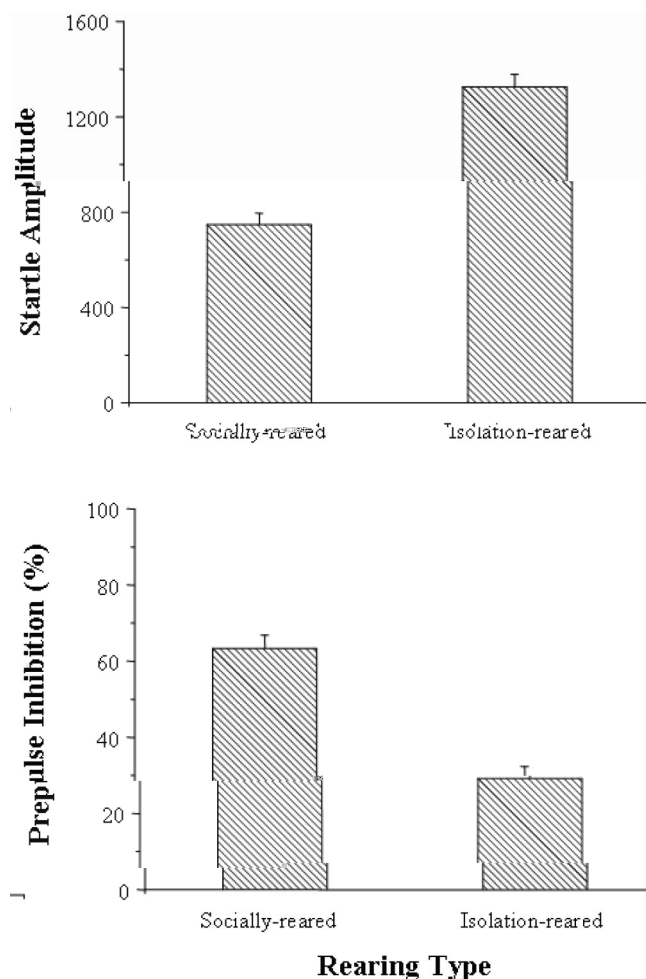 Startle Amplitude
1600
1200
800
400
0
Socially-reared Isolation-reared
Prepulse Inhibition (%)
100
80
60
40
20
0
Socially-reared Isolation-reared
Rearing Type